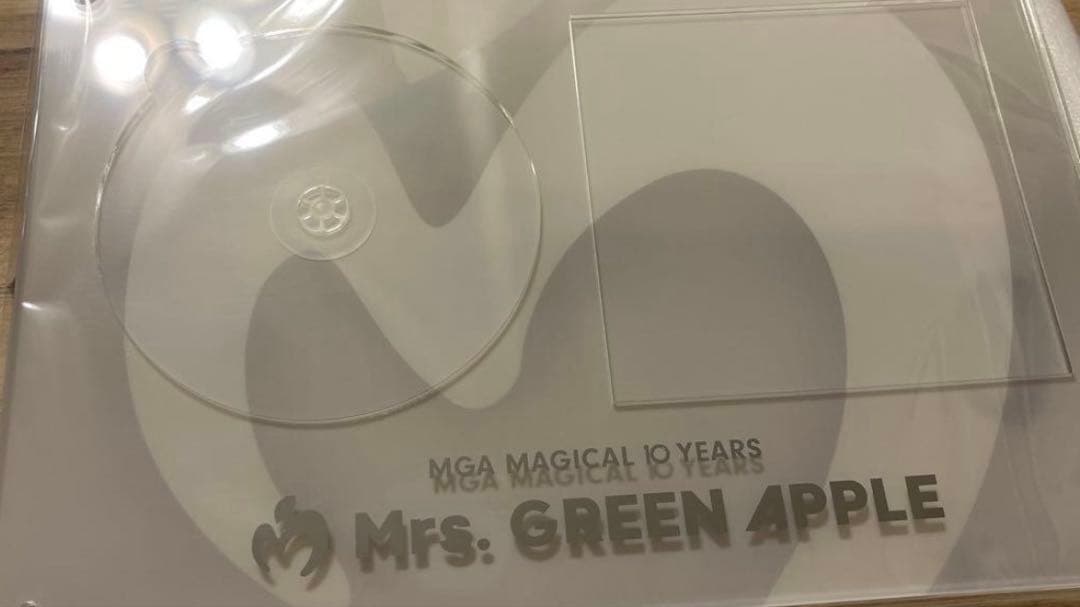 MGA MAGICAL 10 YEARS
Mrs. GREEN APPLE